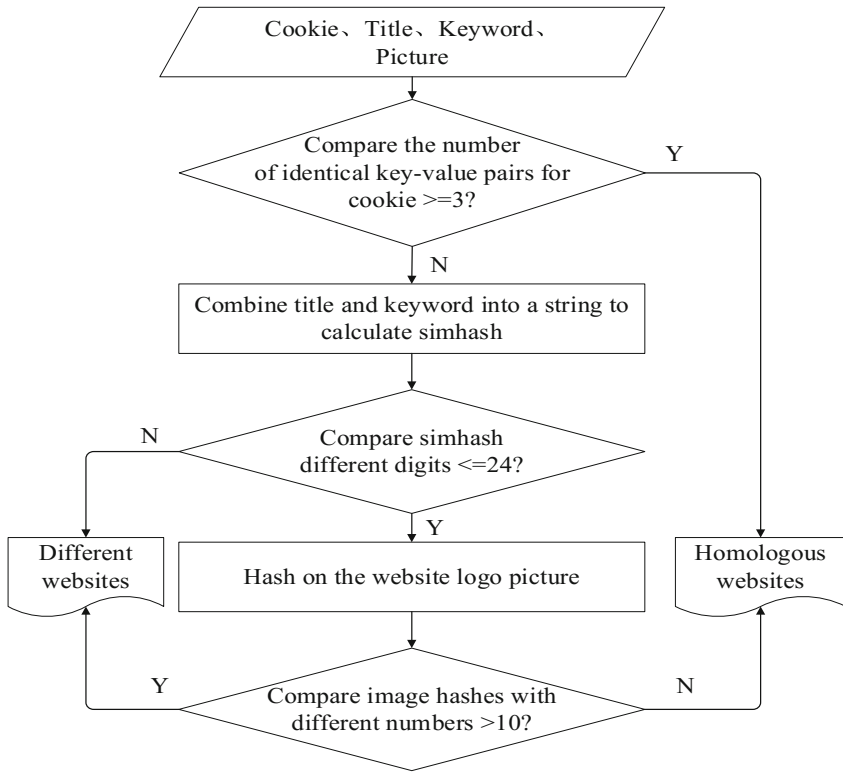 Cookie、Title、Keyword、
Picture
Compare the number
of identical key-value pairs for
cookie >=3?
Y
N
Combine title and keyword into a string to
calculate simhash
N
Compare simhash
different digits <=24?
Y
Different
websites
Hash on the website logo picture
Homologous
websites
Y
Compare image hashes with
different numbers >10?
N